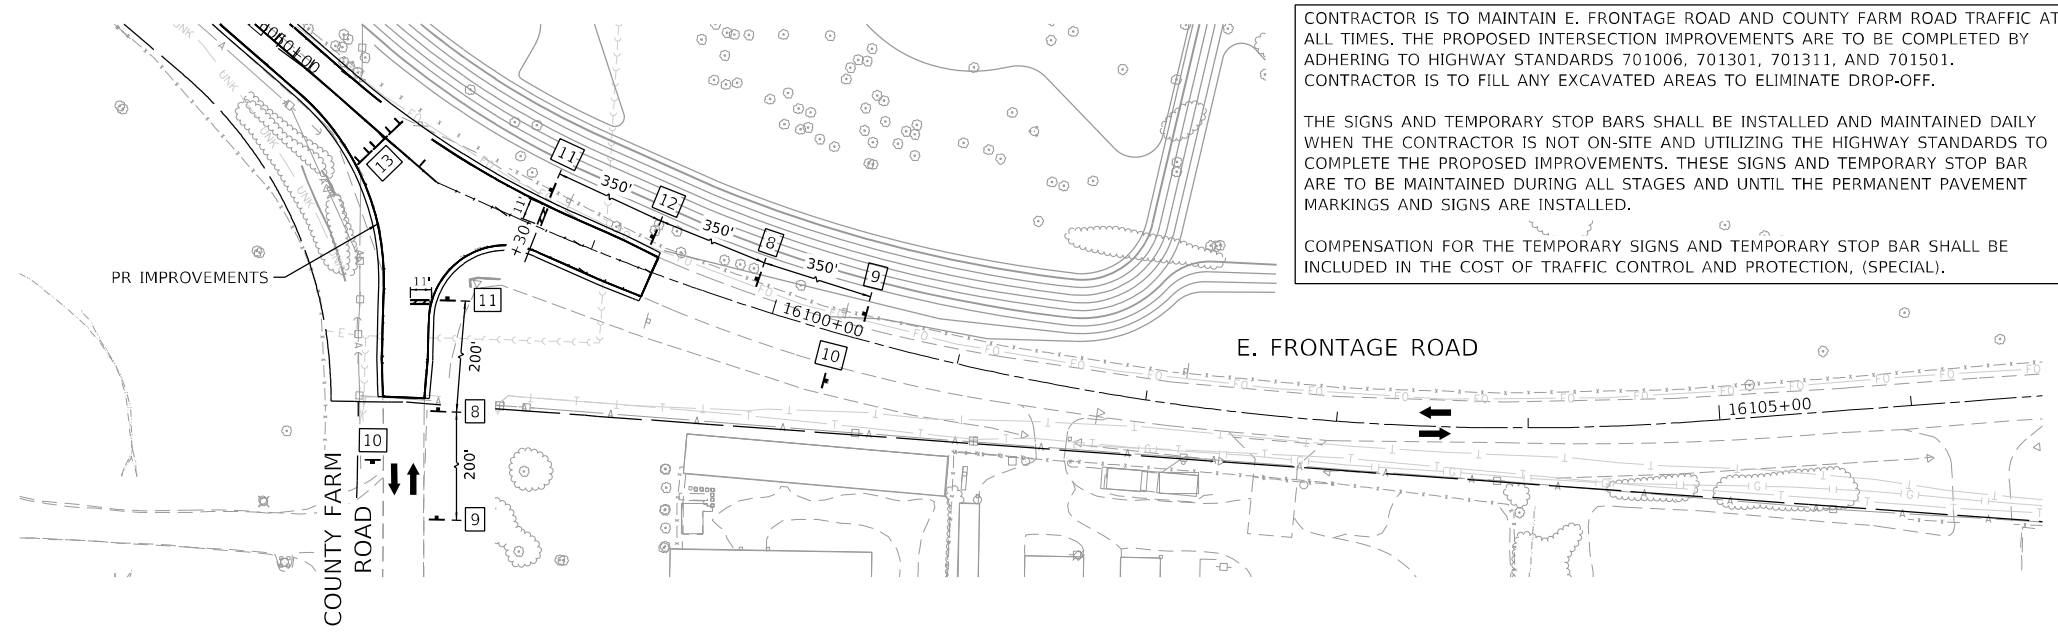 CONTRACTOR IS TO MAINTAIN E. FRONTAGE ROAD AND COUNTY FARM ROAD TRAFFIC AT
ALL TIMES. THE PROPOSED INTERSECTION IMPROVEMENTS ARE TO BE COMPLETED BY
ADHERING TO HIGHWAY STANDARDS 701006, 701301, 701311, AND 701501.
CONTRACTOR IS TO FILL ANY EXCAVATED AREAS TO ELIMINATE DROP-OFF.
THE SIGNS AND TEMPORARY STOP BARS SHALL BE INSTALLED AND MAINTAINED DAILY
WHEN THE CONTRACTOR IS NOT ON-SITE AND UTILIZING THE HIGHWAY STANDARDS TO
COMPLETE THE PROPOSED IMPROVEMENTS. THESE SIGNS AND TEMPORARY STOP BAR
ARE TO BE MAINTAINED DURING ALL STAGES AND UNTIL THE PERMANENT PAVEMENT
MARKINGS AND SIGNS ARE INSTALLED.
COMPENSATION FOR THE TEMPORARY SIGNS AND TEMPORARY STOP BAR SHALL BE
INCLUDED IN THE COST OF TRAFFIC CONTROL AND PROTECTION, (SPECIAL).
UNK
UNK
UNK
UNK
13
11
350'
12
350'
8
350'
9
11'
+30
PR IMPROVEMENTS
11'
11
200'
8
200'
9
10
16100+00
10
E. FRONTAGE ROAD
16105+00
COUNTY FARM
ROAD